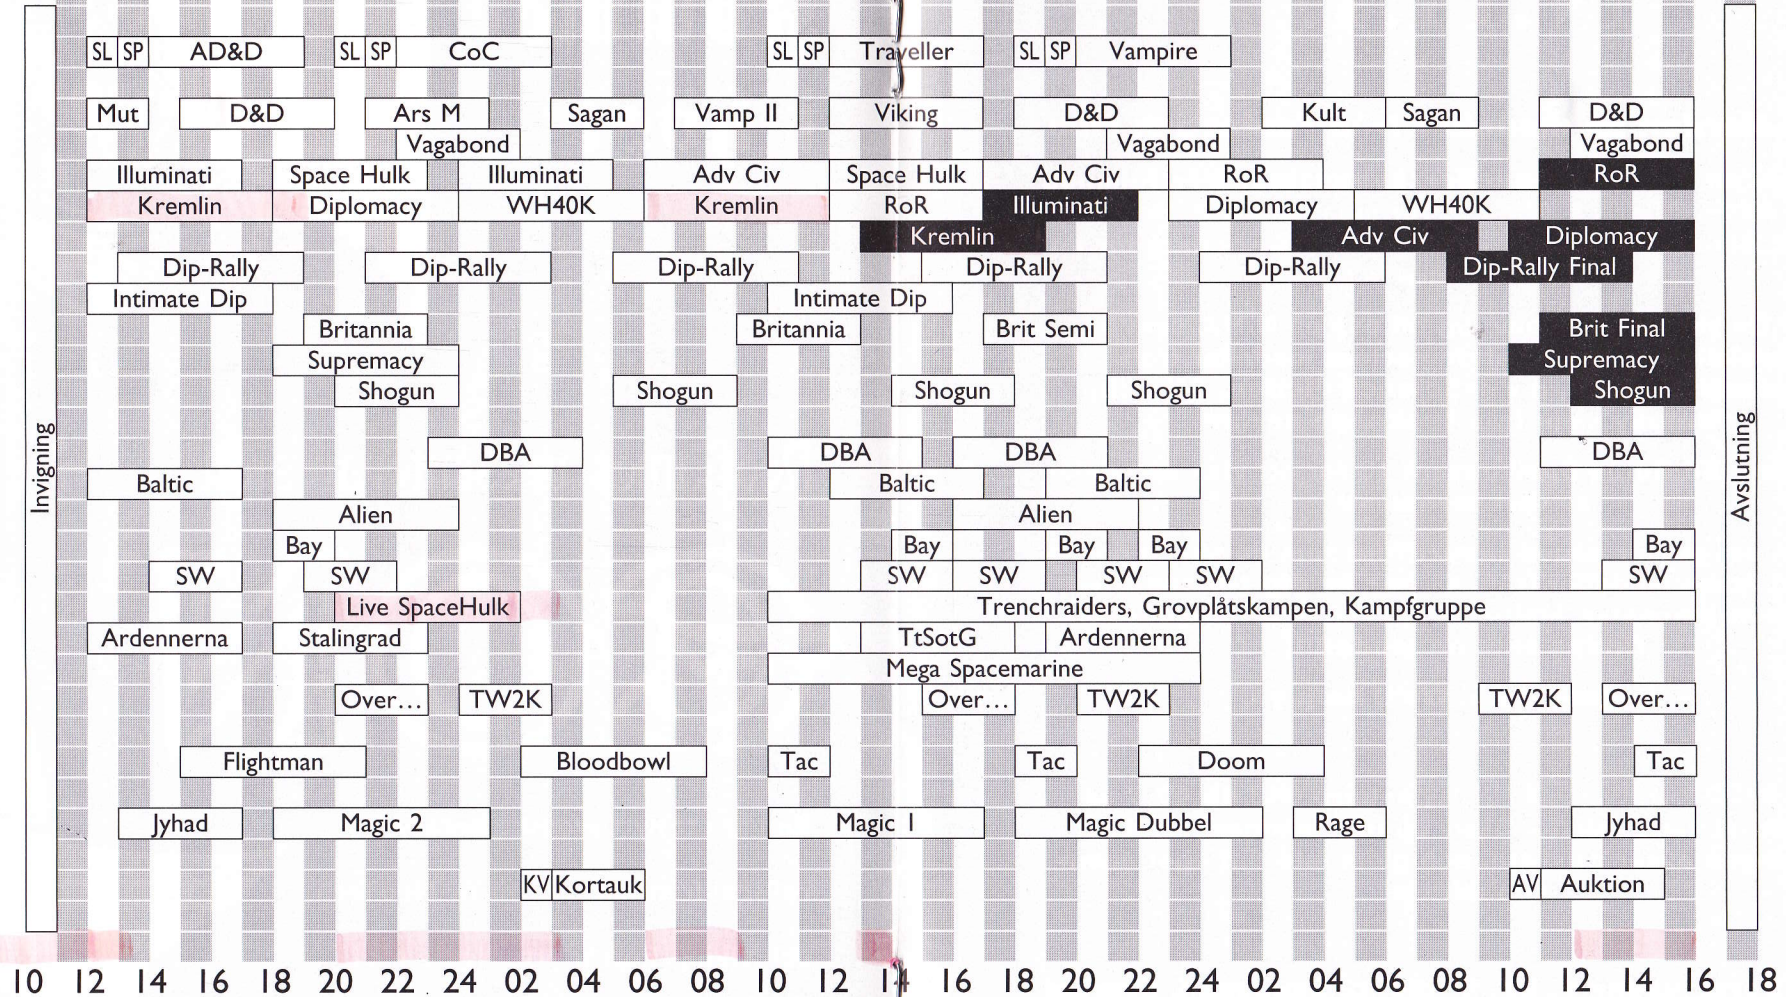 SL SP AD&D SL SP CoC SL SP Traveller SL SP Vampire
Mut D&D Ars M Sagan Vamp II Viking D&D Kult Sagan D&D
Vagabond Vagabond Vagabond
Illuminati Space Hulk Illuminati Adv Civ Space Hulk Adv Civ RoR RoR
Kremlin Diplomacy WH40K Kremlin RoR Illuminati Diplomacy WH40K
Kremlin Adv Civ Diplomacy
Dip-Rally Dip-Rally Dip-Rally Dip-Rally Dip-Rally Dip-Rally Final
Intimate Dip Intimate Dip
Britannia Britannia Brit Semi Brit Final
Supremacy Supremacy
Shogun Shogun Shogun Shogun Shogun
DBA DBA DBA DBA
Invigning
Avslutning
Baltic Baltic Baltic
Alien Alien
Bay Bay Bay Bay Bay
SW SW SW SW SW SW SW
Live SpaceHulk Trenchraiders, Grovplåtskampen, Kampfgruppe
Ardennerna Stalingrad TtSotG Ardennerna
Mega Spacemarine
Over… TW2K Over… TW2K TW2K Over…
Flightman Bloodbowl Tac Tac Doom Tac
Jyhad Magic 2 Magic 1 Magic Dubbel Rage Jyhad
KV Kortauk AV Auktion
10 12 14 16 18 20 22 24 02 04 06 08 10 12 14 16 18 20 22 24 02 04 06 08 10 12 14 16 18